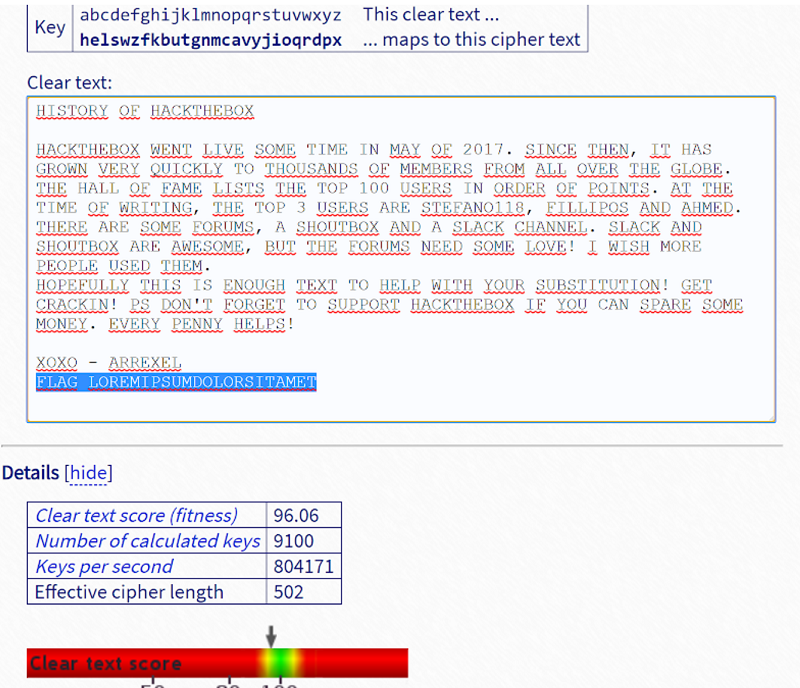 Key
abcdefghijklmnopqrstuvwxyz This clear text ...
helswzfkbutgnmcavyjioqrdpx ... maps to this cipher text
Clear text:
HISTORY OF HACKTHEBOX
HACKTHEBOX WENT LIVE SOME TIME IN MAY OF 2017. SINCE THEN, IT HAS
GROWN VERY QUICKLY TO THOUSANDS OF MEMBERS FROM ALL OVER THE GLOBE.
THE HALL OF FAME LISTS THE TOP 100 USERS IN ORDER OF POINTS. AT THE
TIME OF WRITING, THE TOP 3 USERS ARE STEFANO118, FILLIPOS AND AHMED.
THERE ARE SOME FORUMS, A SHOUTBOX AND A SLACK CHANNEL. SLACK AND
SHOUTBOX ARE AWESOME, BUT THE FORUMS NEED SOME LOVE! I WISH MORE
PEOPLE USED THEM.
HOPEFULLY THIS IS ENOUGH TEXT TO HELP WITH YOUR SUBSTITUTION! GET
CRACKIN! PS DON'T FORGET TO SUPPORT HACKTHEBOX IF YOU CAN SPARE SOME
MONEY. EVERY PENNY HELPS!
XOXO - ARREXEL
FLAG LOREMIPSUMDOLORSITAMET
Details [hide]
Clear text score (fitness) 96.06
Number of calculated keys 9100
Keys per second 804171
Effective cipher length 502
Clear text score